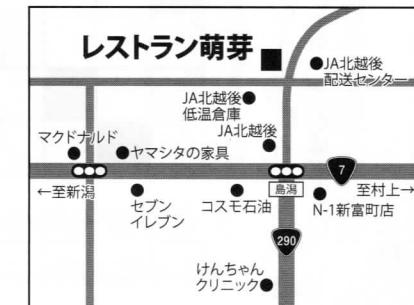 レストラン萌芽
JA北越後
配送センター
JA北越後
低温倉庫
JA北越後
マクドナルド
ヤマシタの家具
7
←至新潟
島潟
至村上→
セブン
イレブン
コスモ石油
N-1新富町店
290
けんちゃん
クリニック